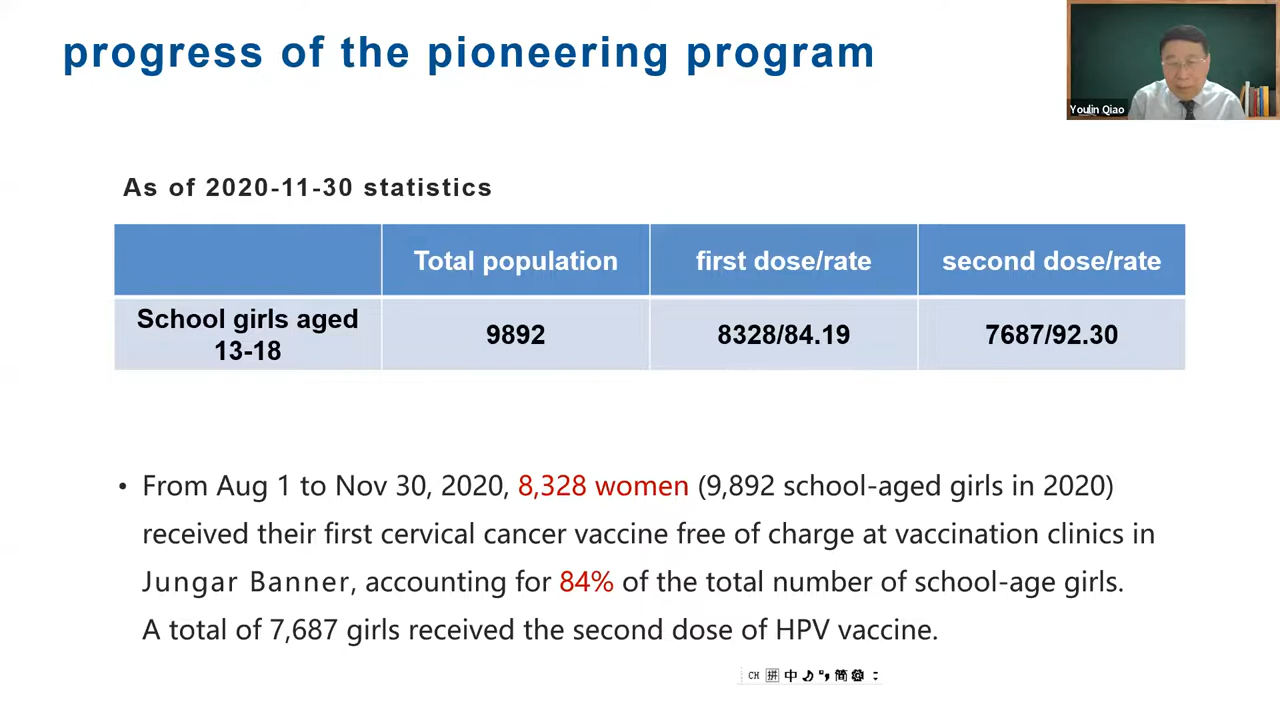 progress of the pioneering program
Youlin Qiao
As of 2020-11-30 statistics
Total population first dose/rate second dose/rate
School girls aged
13-18
9892 8328/84.19 7687/92.30
• From Aug 1 to Nov 30, 2020, 8,328 women (9,892 school-aged girls in 2020)
received their first cervical cancer vaccine free of charge at vaccination clinics in
Jungar Banner, accounting for 84% of the total number of school-age girls.
A total of 7,687 girls received the second dose of HPV vaccine.
CH 拼 中 简